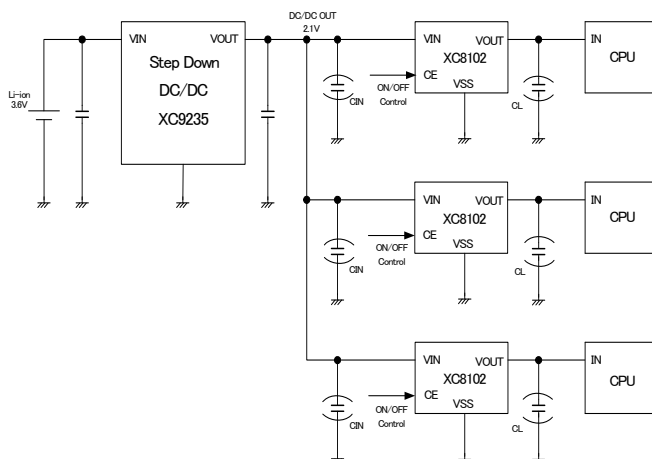 DC/DC OUT
2.1V
Li-ion
3.6V
VIN
VOUT
Step Down
DC/DC
XC9235
VIN
VOUT
XC8102
CE
VSS
ON/OFF
Control
CIN
CL
IN
CPU
VIN
VOUT
XC8102
CE
VSS
ON/OFF
Control
CIN
CL
IN
CPU
VIN
VOUT
XC8102
CE
VSS
ON/OFF
Control
CIN
CL
IN
CPU